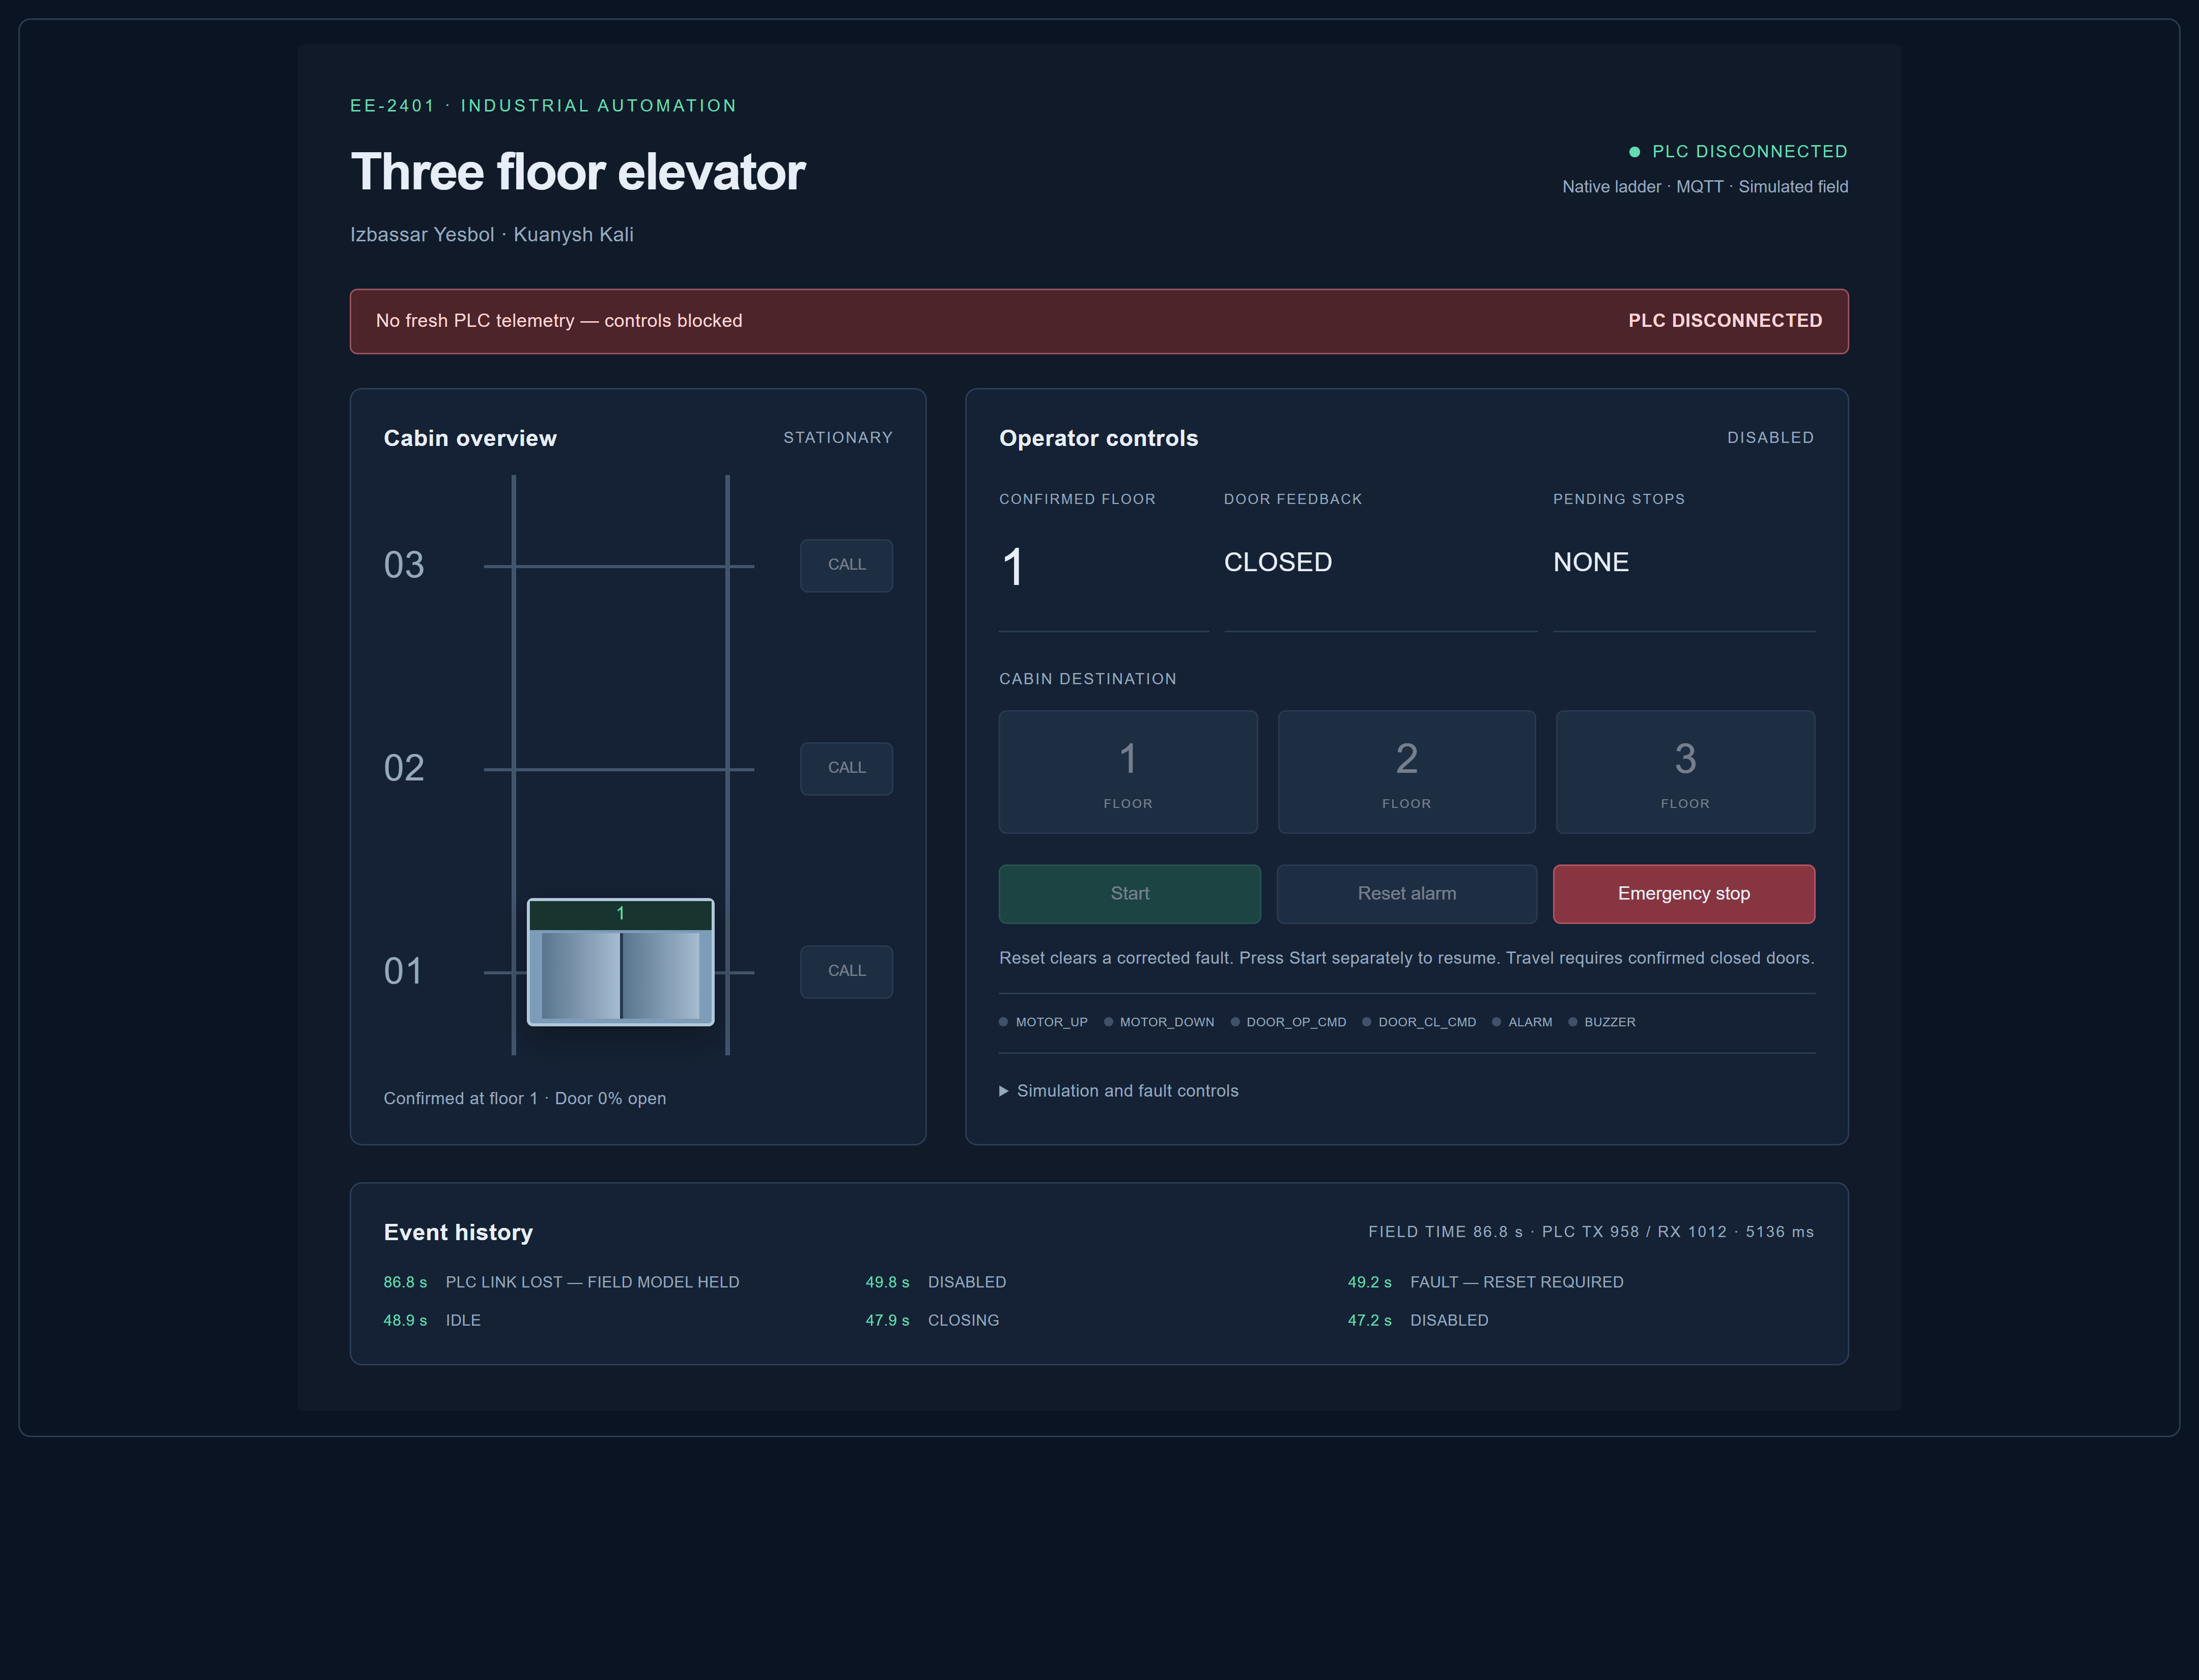 EE-2401 · INDUSTRIAL AUTOMATION
Three floor elevator
Izbassar Yesbol · Kuanysh Kali
PLC DISCONNECTED
Native ladder · MQTT · Simulated field
No fresh PLC telemetry — controls blocked
PLC DISCONNECTED
Cabin overview
STATIONARY
03
CALL
02
CALL
1
01
CALL
Confirmed at floor 1 · Door 0% open
Operator controls
DISABLED
CONFIRMED FLOOR
DOOR FEEDBACK
PENDING STOPS
1
CLOSED
NONE
CABIN DESTINATION
1
FLOOR
2
FLOOR
3
FLOOR
Start
Reset alarm
Emergency stop
Reset clears a corrected fault. Press Start separately to resume. Travel requires confirmed closed doors.
MOTOR_UP
MOTOR_DOWN
DOOR_OP_CMD
DOOR_CL_CMD
ALARM
BUZZER
Simulation and fault controls
Event history
FIELD TIME 86.8 s · PLC TX 958 / RX 1012 · 5136 ms
86.8 s PLC LINK LOST — FIELD MODEL HELD
49.8 s DISABLED
49.2 s FAULT — RESET REQUIRED
48.9 s IDLE
47.9 s CLOSING
47.2 s DISABLED